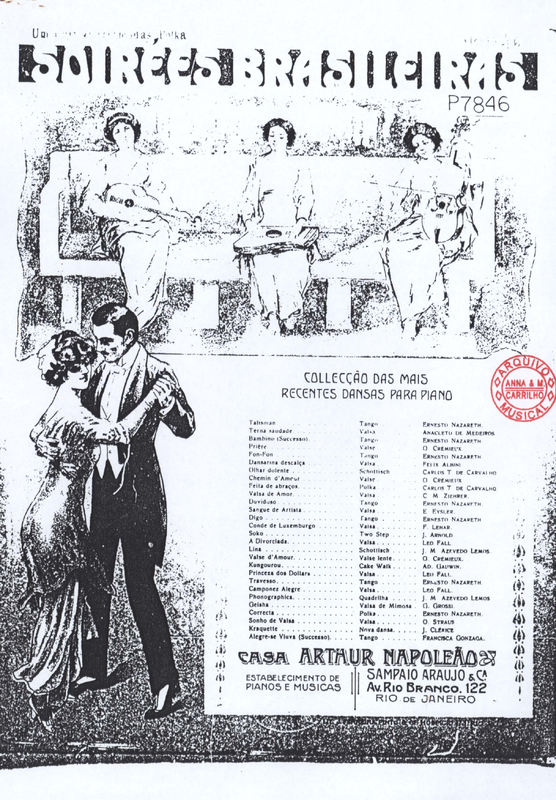 Polka
SOIRÉES BRASILEIRAS
P7846
COLLECÇÃO DAS MAIS
RECENTES DANSAS PARA PIANO
Talisman Tango ERNESTO NAZARETH.
Terna saudade Valsa ANACLETO DE MEDEIROS
Bambino (Successo). Tango ERNESTO NAZARETH.
Prière Valse O CRÉMIEUX.
Fon-Fon Tango ERNESTO NAZARETH
Dansarina descalça Valsa FELIX ALBINI
Olhar dolente Schottisch CARLOS T. DE CARVALHO
Chemin d'Amour Valse O CRÉMIEUX
Feita de abraços. Polka CARLOS T. DE CARVALHO
Valsa de Amor. Valsa C. M. ZIEHRER.
Duvidoso Tango ERNESTO NAZARETH.
Sangue de Artista Valsa E. EYSLER.
Digo Tango ERNESTO NAZARETH
Conde de Luxemburgo Valsa F. LEHAR.
Soko Two Step J. ARNOLD
A Divorciada. Valsa LEO FALL
Lina Schottisch J. M. AZEVEDO LEMOS
Valse d'Amour. Valse lente O. CRÉMIEUX.
Kungourou. Cake Walk AD. GAUWIN.
Princeza dos Dollars Valsa LEO FALL
Travesso. Tango ERNESTO NAZARETH
Camponez Alegre Valsa LEO FALL.
Phonographica. Quadrilha J. M AZEVEDO LEMOS
Geisha Valsa de Mimosa G. GROSSI
Correcta Polka ERNESTO NAZARETH.
Sonho de Valsa Valsa O. STRAUS
Kraquette Nova dansa. J. CLÉRICE
Alegre-se Viuva (Successo). Tango FRANCISCA GONZAGA.
CASA ARTHUR NAPOLEÃO
ESTABELECIMENTO DE
PIANOS E MUSICAS
SAMPAIO ARAUJO & Cª
AV. RIO BRANCO, 122
RIO DE JANEIRO
ARQUIVO
ANNA & M.
CARRILHO
MUSICAL